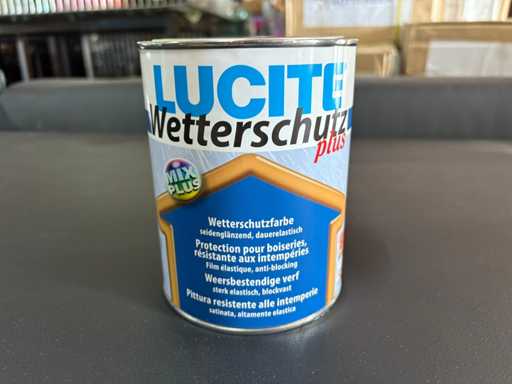 LUCITE
Wetterschutz
plus
MIX
PLUS
Wetterschutzfarbe
seidenglänzend, dauerelastisch
Protection pour boiseries,
résistante aux intempéries
Film élastique, anti-blocking
Weersbestendige verf
sterk elastisch, blockvast
Pittura resistente alle intemperie
satinata, altamente elastica